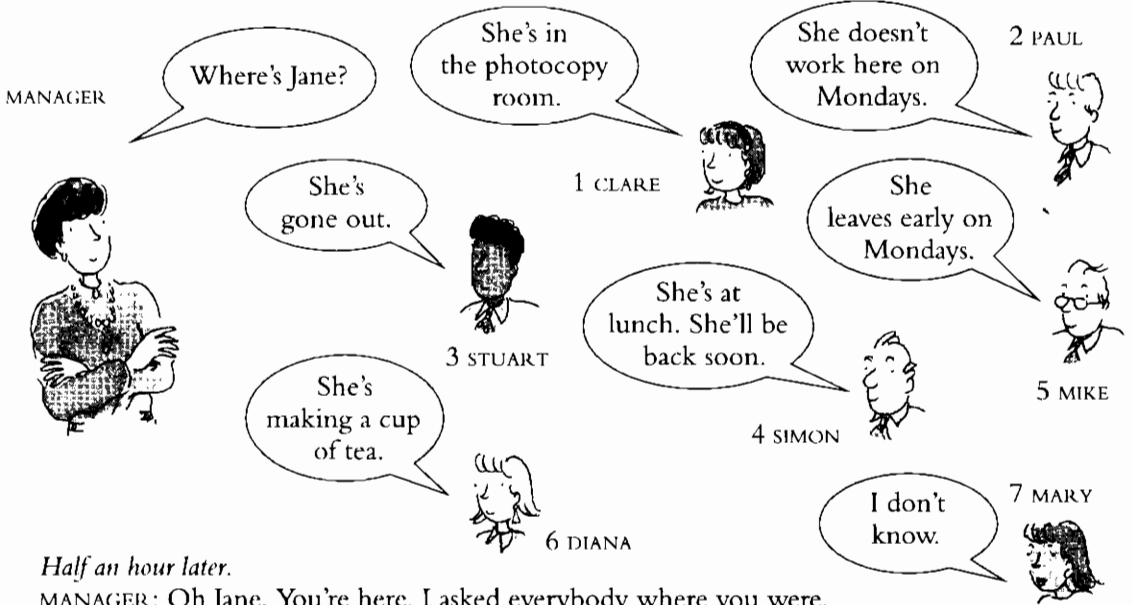 MANAGER
Where's Jane?
She's in
the photocopy
room.
1 CLARE
She doesn't
work here on
Mondays.
2 PAUL
She's
gone out.
3 STUART
She's at
lunch. She'll be
back soon.
4 SIMON
She
leaves early on
Mondays.
5 MIKE
She's
making a cup
of tea.
6 DIANA
I don't
know.
7 MARY
Half an hour later.
MANAGER: Oh Jane. You're here. I asked everybody where you were.